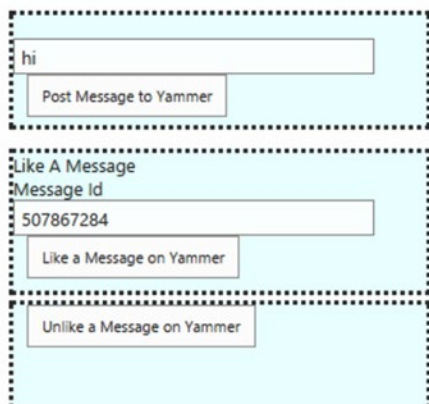 hi
Post Message to Yammer
Like A Message
Message Id
507867284
Like a Message on Yammer
Unlike a Message on Yammer